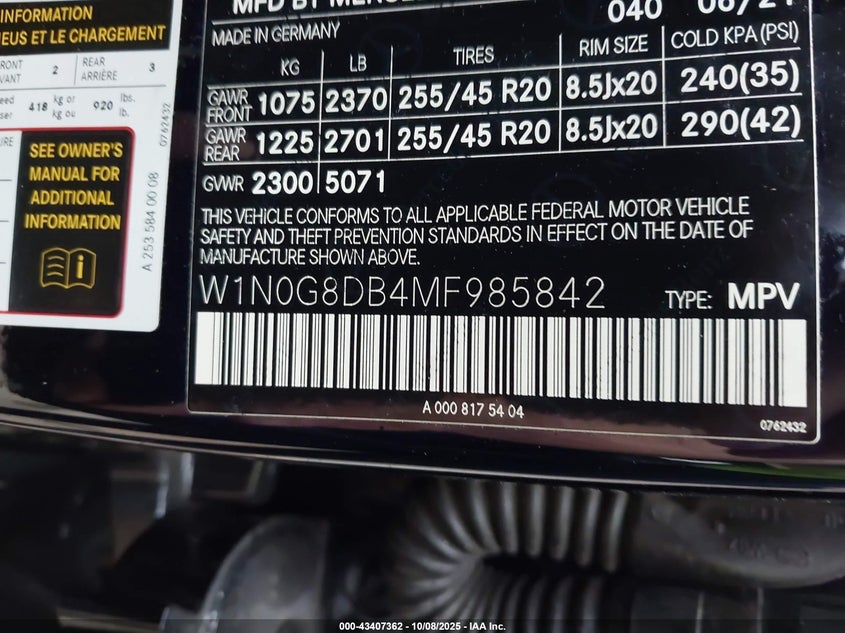 INFORMATION
EUS ET LE CHARGEMENT
RONT
VANT
2
REAR
ARRIÈRE
3
eed
ser
418
kg or
kg ou
920
lbs.
lb.
SEE OWNER'S
MANUAL FOR
ADDITIONAL
INFORMATION
A 253 584 00 08
0762432
MFD BY
040
MADE IN GERMANY
KG LB TIRES RIM SIZE COLD KPA (PSI)
GAWR FRONT 1075 2370 255/45 R20 8.5Jx20 240(35)
GAWR REAR 1225 2701 255/45 R20 8.5Jx20 290(42)
GVWR 2300 5071
THIS VEHICLE CONFORMS TO ALL APPLICABLE FEDERAL MOTOR VEHICLE
SAFETY AND THEFT PREVENTION STANDARDS IN EFFECT ON THE DATE OF
MANUFACTURE SHOWN ABOVE.
W1N0G8DB4MF985842 TYPE: MPV
A 000 817 54 04
0762432
000-43407362 - 10/08/2025 - IAA Inc.